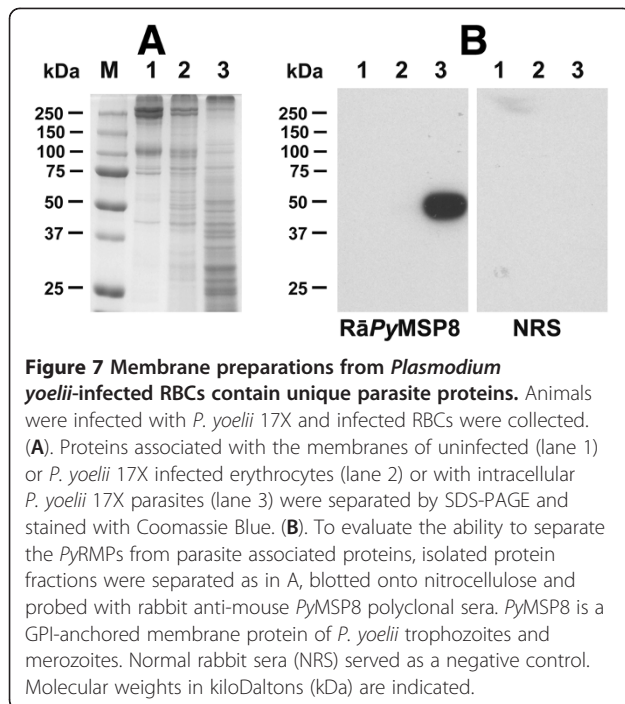 A B
kDa M 1 2 3 1 2 3 1 2 3
250
150
100
75
50
37
25
kDa
250
150
100
75
50
37
25
RāPyMSP8 NRS
Figure 7 Membrane preparations from Plasmodium
yoelii-infected RBCs contain unique parasite proteins. Animals
were infected with P. yoelii 17X and infected RBCs were collected.
(A). Proteins associated with the membranes of uninfected (lane 1)
or P. yoelii 17X infected erythrocytes (lane 2) or with intracellular
P. yoelii 17X parasites (lane 3) were separated by SDS-PAGE and
stained with Coomassie Blue. (B). To evaluate the ability to separate
the PyRMPs from parasite associated proteins, isolated protein
fractions were separated as in A, blotted onto nitrocellulose and
probed with rabbit anti-mouse PyMSP8 polyclonal sera. PyMSP8 is a
GPI-anchored membrane protein of P. yoelii trophozoites and
merozoites. Normal rabbit sera (NRS) served as a negative control.
Molecular weights in kiloDaltons (kDa) are indicated.